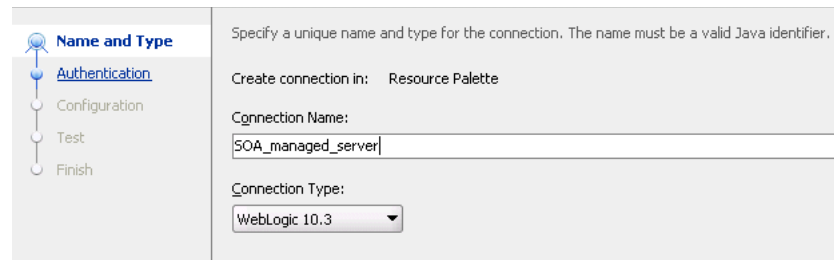 Name and Type
Authentication
Configuration
Test
Finish
Specify a unique name and type for the connection. The name must be a valid Java identifier.
Create connection in: Resource Palette
Connection Name:
SOA_managed_server
Connection Type:
WebLogic 10.3